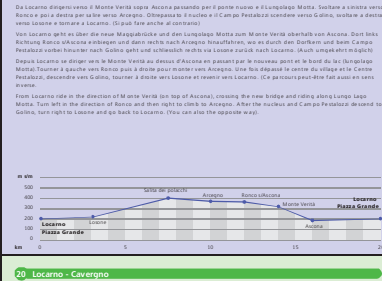 Da Locarno dirigersi verso il Monte Verità sopra Ascona passando per il ponte nuovo e il Lungolago Motta. Svoltare a sinistra verso
Ronco e poi a destra per salire verso Arcegno. Oltrepassato il nucleo e il Campo Pestalozzi scendere verso Golino, svoltare a destra
verso Losone e tornare a Locarno. (Si può fare anche al contrario)
Von Locarno geht es über die neue Maggiabrücke und den Lungolago Motta zum Monte Verità oberhalb von Ascona. Dort links
Richtung Ronco s/Ascona einbiegen und dann rechts nach Arcegno hinauffahren, wo es durch den Dorfkern und beim Campo
Pestalozzi vorbei hinunter nach Golino geht und schliesslich rechts via Losone zurück nach Locarno. (Auch umgekehrt möglich)
Depuis Locarno se diriger vers le Monte Verità au dessus d'Ascona en passant par le nouveau pont et le bord du lac (lungolago
Motta).Tourner à gauche vers Ronco puis à droite pour monter vers Arcegno. Une fois dépassé le centre du village et le Centre
Pestalozzi, descendre vers Golino, tourner à droite vers Losone et revenir vers Locarno. (Ce parcours peut-être fait aussi en sens
inverse.
From Locarno ride in the direction of Monte Verità (on top of Ascona), crossing the new bridge and riding along Lungo Lago
Motta. Turn left in the direction of Ronco and then right to climb to Arcegno. After the nucleus and Campo Pestalozzi descend to
Golino, turn right to Losone and go back to Locarno. (You can also the opposite way).
m s/m
500
400
300
200
100
0
km
0
5
10
15
20
Locarno
Piazza Grande
Losone
Arcegno
Ronco s/Ascona
Monte Verità
Ascona
Locarno
Piazza Grande
20 Locarno - Cavergno